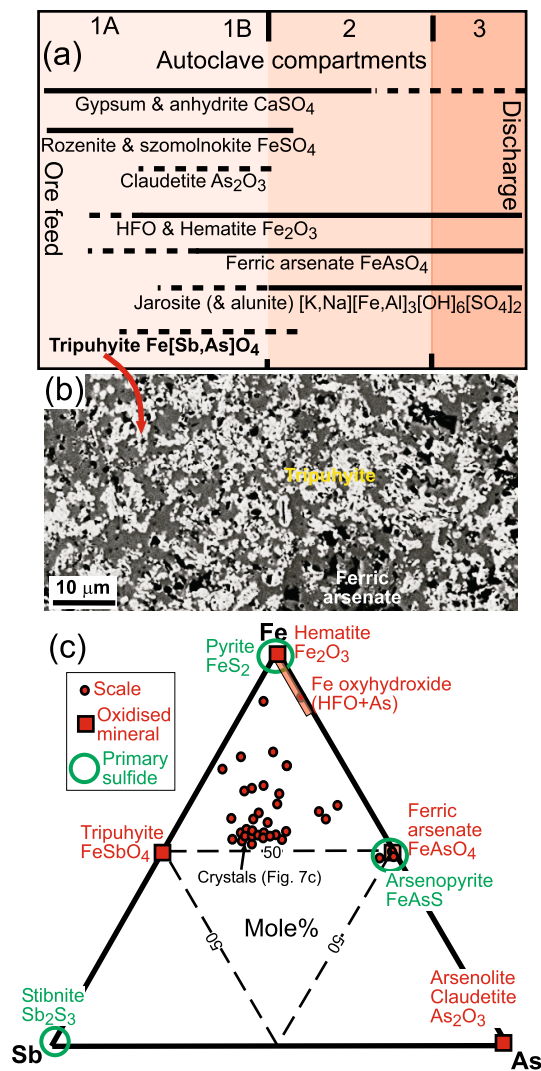 1A 1B 2 3
(a)
Autoclave compartments
Gypsum & anhydrite CaSO4
Rozenite & szomolnokite FeSO4
Claudetite As2O3
Ore feed
Discharge
HFO & Hematite Fe2O3
Ferric arsenate FeAsO4
Jarosite (& alunite) [K,Na][Fe,Al]3[OH]6[SO4]2
Tripuhyite Fe[Sb,As]O4
(b)
Tripuhyite
10 µm
Ferric
arsenate
(c)
Fe
Pyrite
FeS2
Hematite
Fe2O3
Scale
Oxidised
mineral
Primary
sulfide
Fe oxyhydroxide
(HFO+As)
Tripuhyite
FeSbO4
Ferric
arsenate
FeAsO4
50
Crystals (Fig. 7c)
Arsenopyrite
FeAsS
Mole%
50
50
Stibnite
Sb2S3
Arsenolite
Claudetite
As2O3
Sb
As